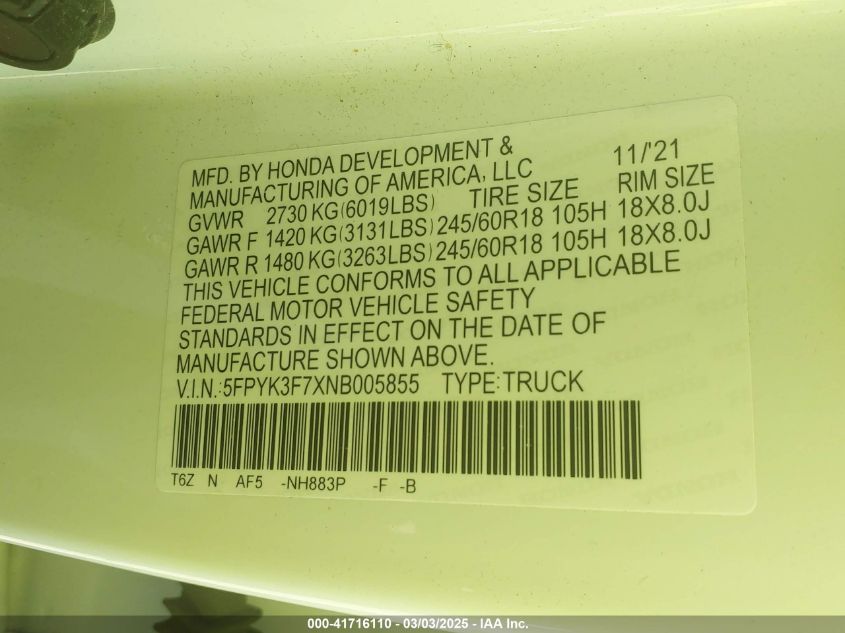 MFD. BY HONDA DEVELOPMENT & 11/'21
MANUFACTURING OF AMERICA, LLC
GVWR 2730 KG(6019LBS) TIRE SIZE RIM SIZE
GAWR F 1420 KG(3131LBS) 245/60R18 105H 18X8.0J
GAWR R 1480 KG(3263LBS) 245/60R18 105H 18X8.0J
THIS VEHICLE CONFORMS TO ALL APPLICABLE
FEDERAL MOTOR VEHICLE SAFETY
STANDARDS IN EFFECT ON THE DATE OF
MANUFACTURE SHOWN ABOVE.
V.I.N.:5FPYK3F7XNB005855 TYPE:TRUCK
T6Z N AF5 -NH883P -F -B
000-41716110 — 03/03/2025 - IAA Inc.